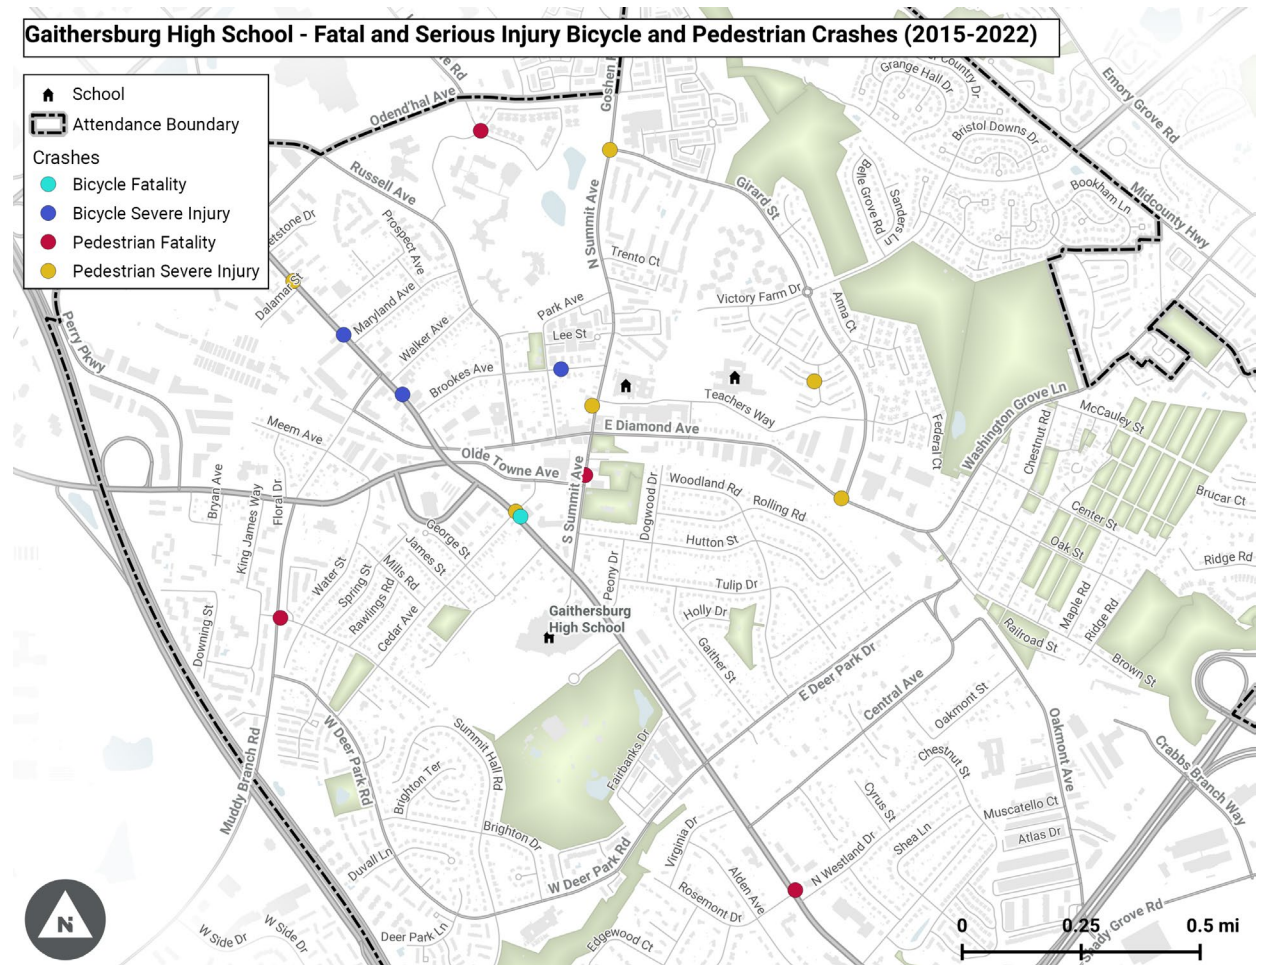 Gaithersburg High School - Fatal and Serious Injury Bicycle and Pedestrian Crashes (2015-2022)
School
Attendance Boundary
Crashes
Bicycle Fatality
Bicycle Severe Injury
Pedestrian Fatality
Pedestrian Severe Injury
Rd
Goshen
Grange Hall Dr
Country Dr
Emory Grove Rd
Odend'hal Ave
Bristol Downs Dr
Russell Ave
Girard St
Belle Grove Rd
Sanders Ln
Bookham Ln
Midcounty Hwy
Prospect Ave
N Summit Ave
Trento Ct
Dalamar St
Maryland Ave
Park Ave
Victory Farm Dr
Anna Ct
Perry Pkwy
Walker Ave
Lee St
Brookes Ave
Teachers Way
Washington Grove Ln
McCauley St
Meem Ave
E Diamond Ave
Federal Ct
Chestnut Rd
Olde Towne Ave
Bryan Ave
King James Way
Floral Dr
S Summit Ave
Dogwood Dr
Woodland Rd
Rolling Rd
Brucar Ct
Center St
George St
James St
Hutton St
Oak St
Ridge Rd
Water St
Spring St
Mills Rd
Rawlings Rd
Cedar Ave
Peony Dr
Tulip Dr
Maple Rd
Ridge Rd
Downing St
Gaithersburg
High School
Holly Dr
Gaither St
Railroad St
Brown St
E Deer Park Dr
Central Ave
Oakmont St
Oakmont Ave
Muddy Branch Rd
W Deer Park Rd
Summit Hall Rd
Fairbanks Dr
Brighton Ter
Chestnut St
Crabbs Branch Way
Cyrus St
Muscatello Ct
Brighton Dr
Virginia Dr
Shea Ln
Atlas Dr
Duvall Ln
W Deer Park Rd
N Westland Dr
Alden Ave
Rosemont Dr
W Side Dr
W Side Dr
Deer Park Ln
Edgewood Ct
Shady Grove Rd
N
0 0.25 0.5 mi